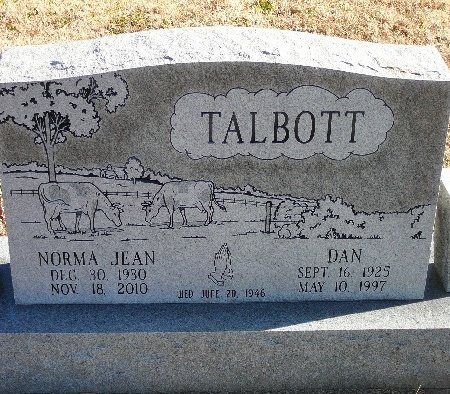 TALBOTT
NORMA JEAN
DEC. 30, 1930
NOV. 18, 2010
WED JUNE 20, 1946
DAN
SEPT. 16, 1925
MAY 10, 1997